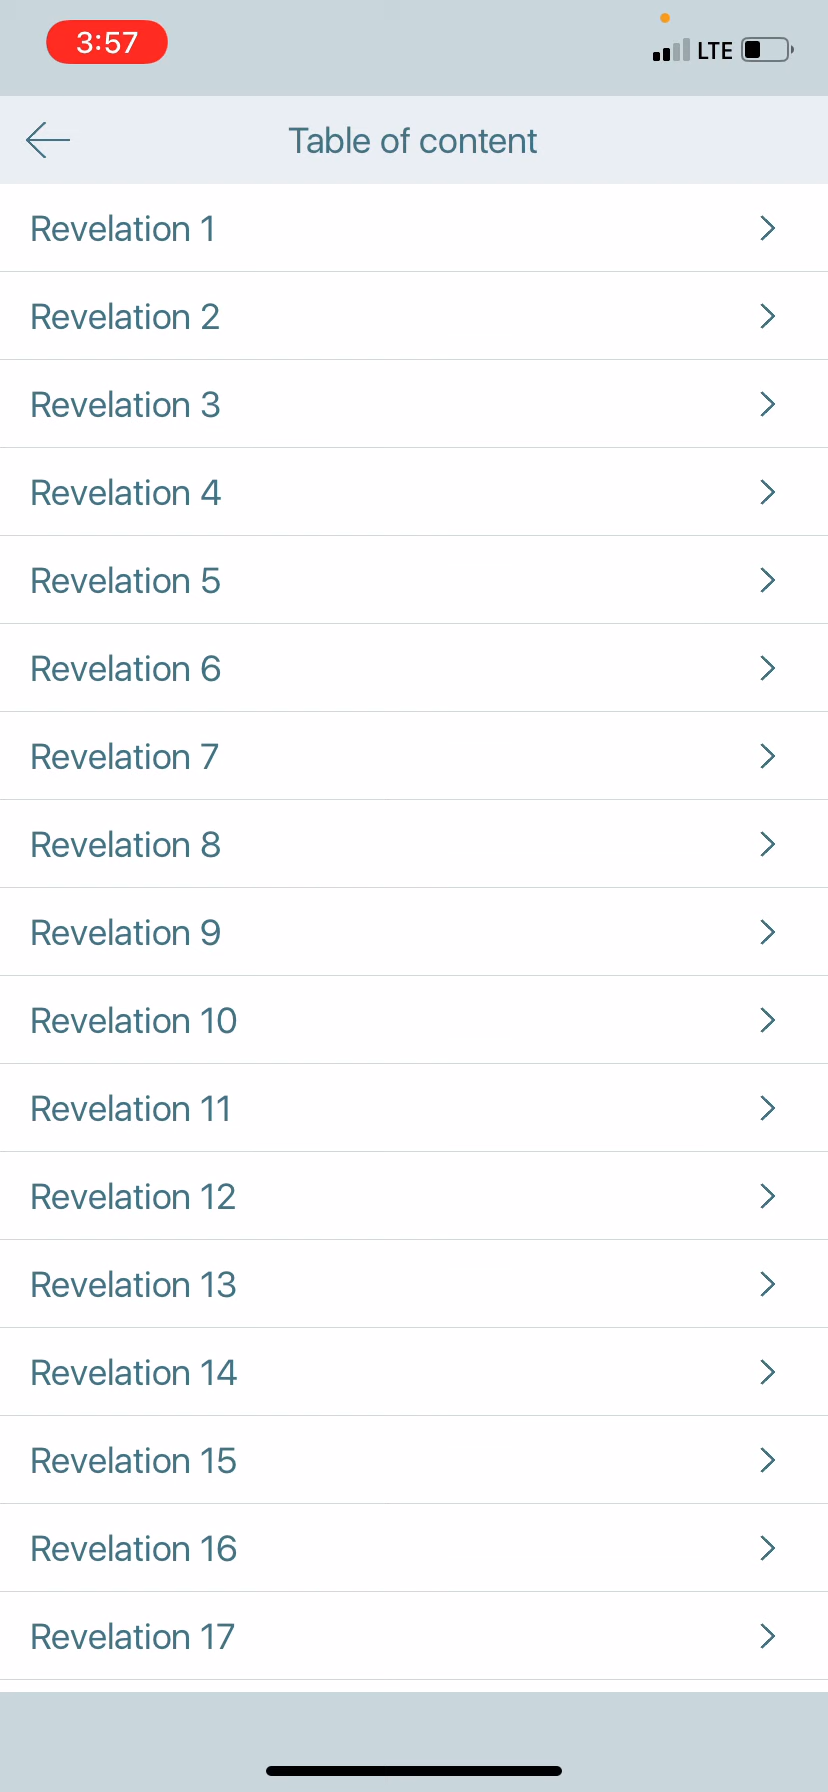 3:57
LTE
Table of content
Revelation 1
Revelation 2
Revelation 3
Revelation 4
Revelation 5
Revelation 6
Revelation 7
Revelation 8
Revelation 9
Revelation 10
Revelation 11
Revelation 12
Revelation 13
Revelation 14
Revelation 15
Revelation 16
Revelation 17